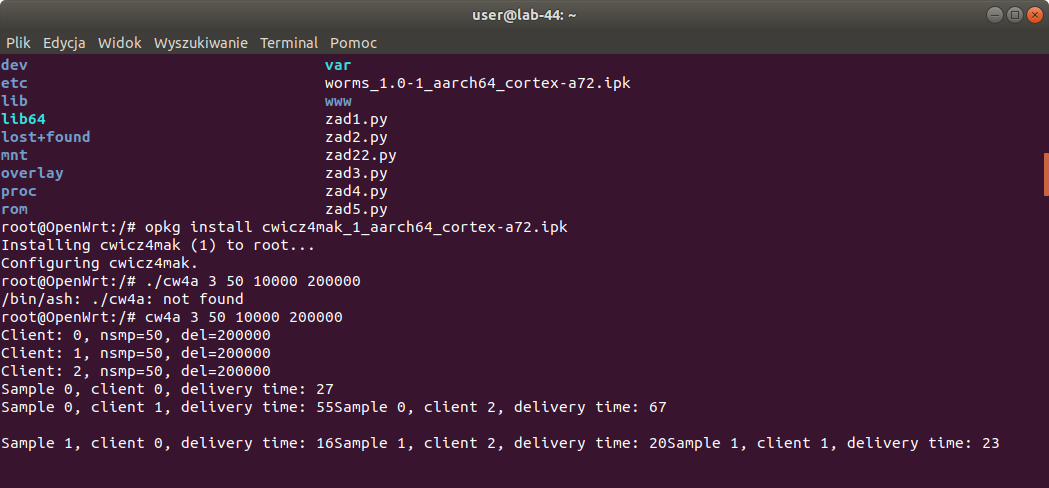 user@lab-44: ~
Plik Edycja Widok Wyszukiwanie Terminal Pomoc
dev var
etc worms_1.0-1_aarch64_cortex-a72.ipk
lib www
lib64 zad1.py
lost+found zad2.py
mnt zad22.py
overlay zad3.py
proc zad4.py
rom zad5.py
root@OpenWrt:/# opkg install cwicz4mak_1_aarch64_cortex-a72.ipk
Installing cwicz4mak (1) to root...
Configuring cwicz4mak.
root@OpenWrt:/# ./cw4a 3 50 10000 200000
/bin/ash: ./cw4a: not found
root@OpenWrt:/# cw4a 3 50 10000 200000
Client: 0, nsmp=50, del=200000
Client: 1, nsmp=50, del=200000
Client: 2, nsmp=50, del=200000
Sample 0, client 0, delivery time: 27
Sample 0, client 1, delivery time: 55Sample 0, client 2, delivery time: 67
Sample 1, client 0, delivery time: 16Sample 1, client 2, delivery time: 20Sample 1, client 1, delivery time: 23